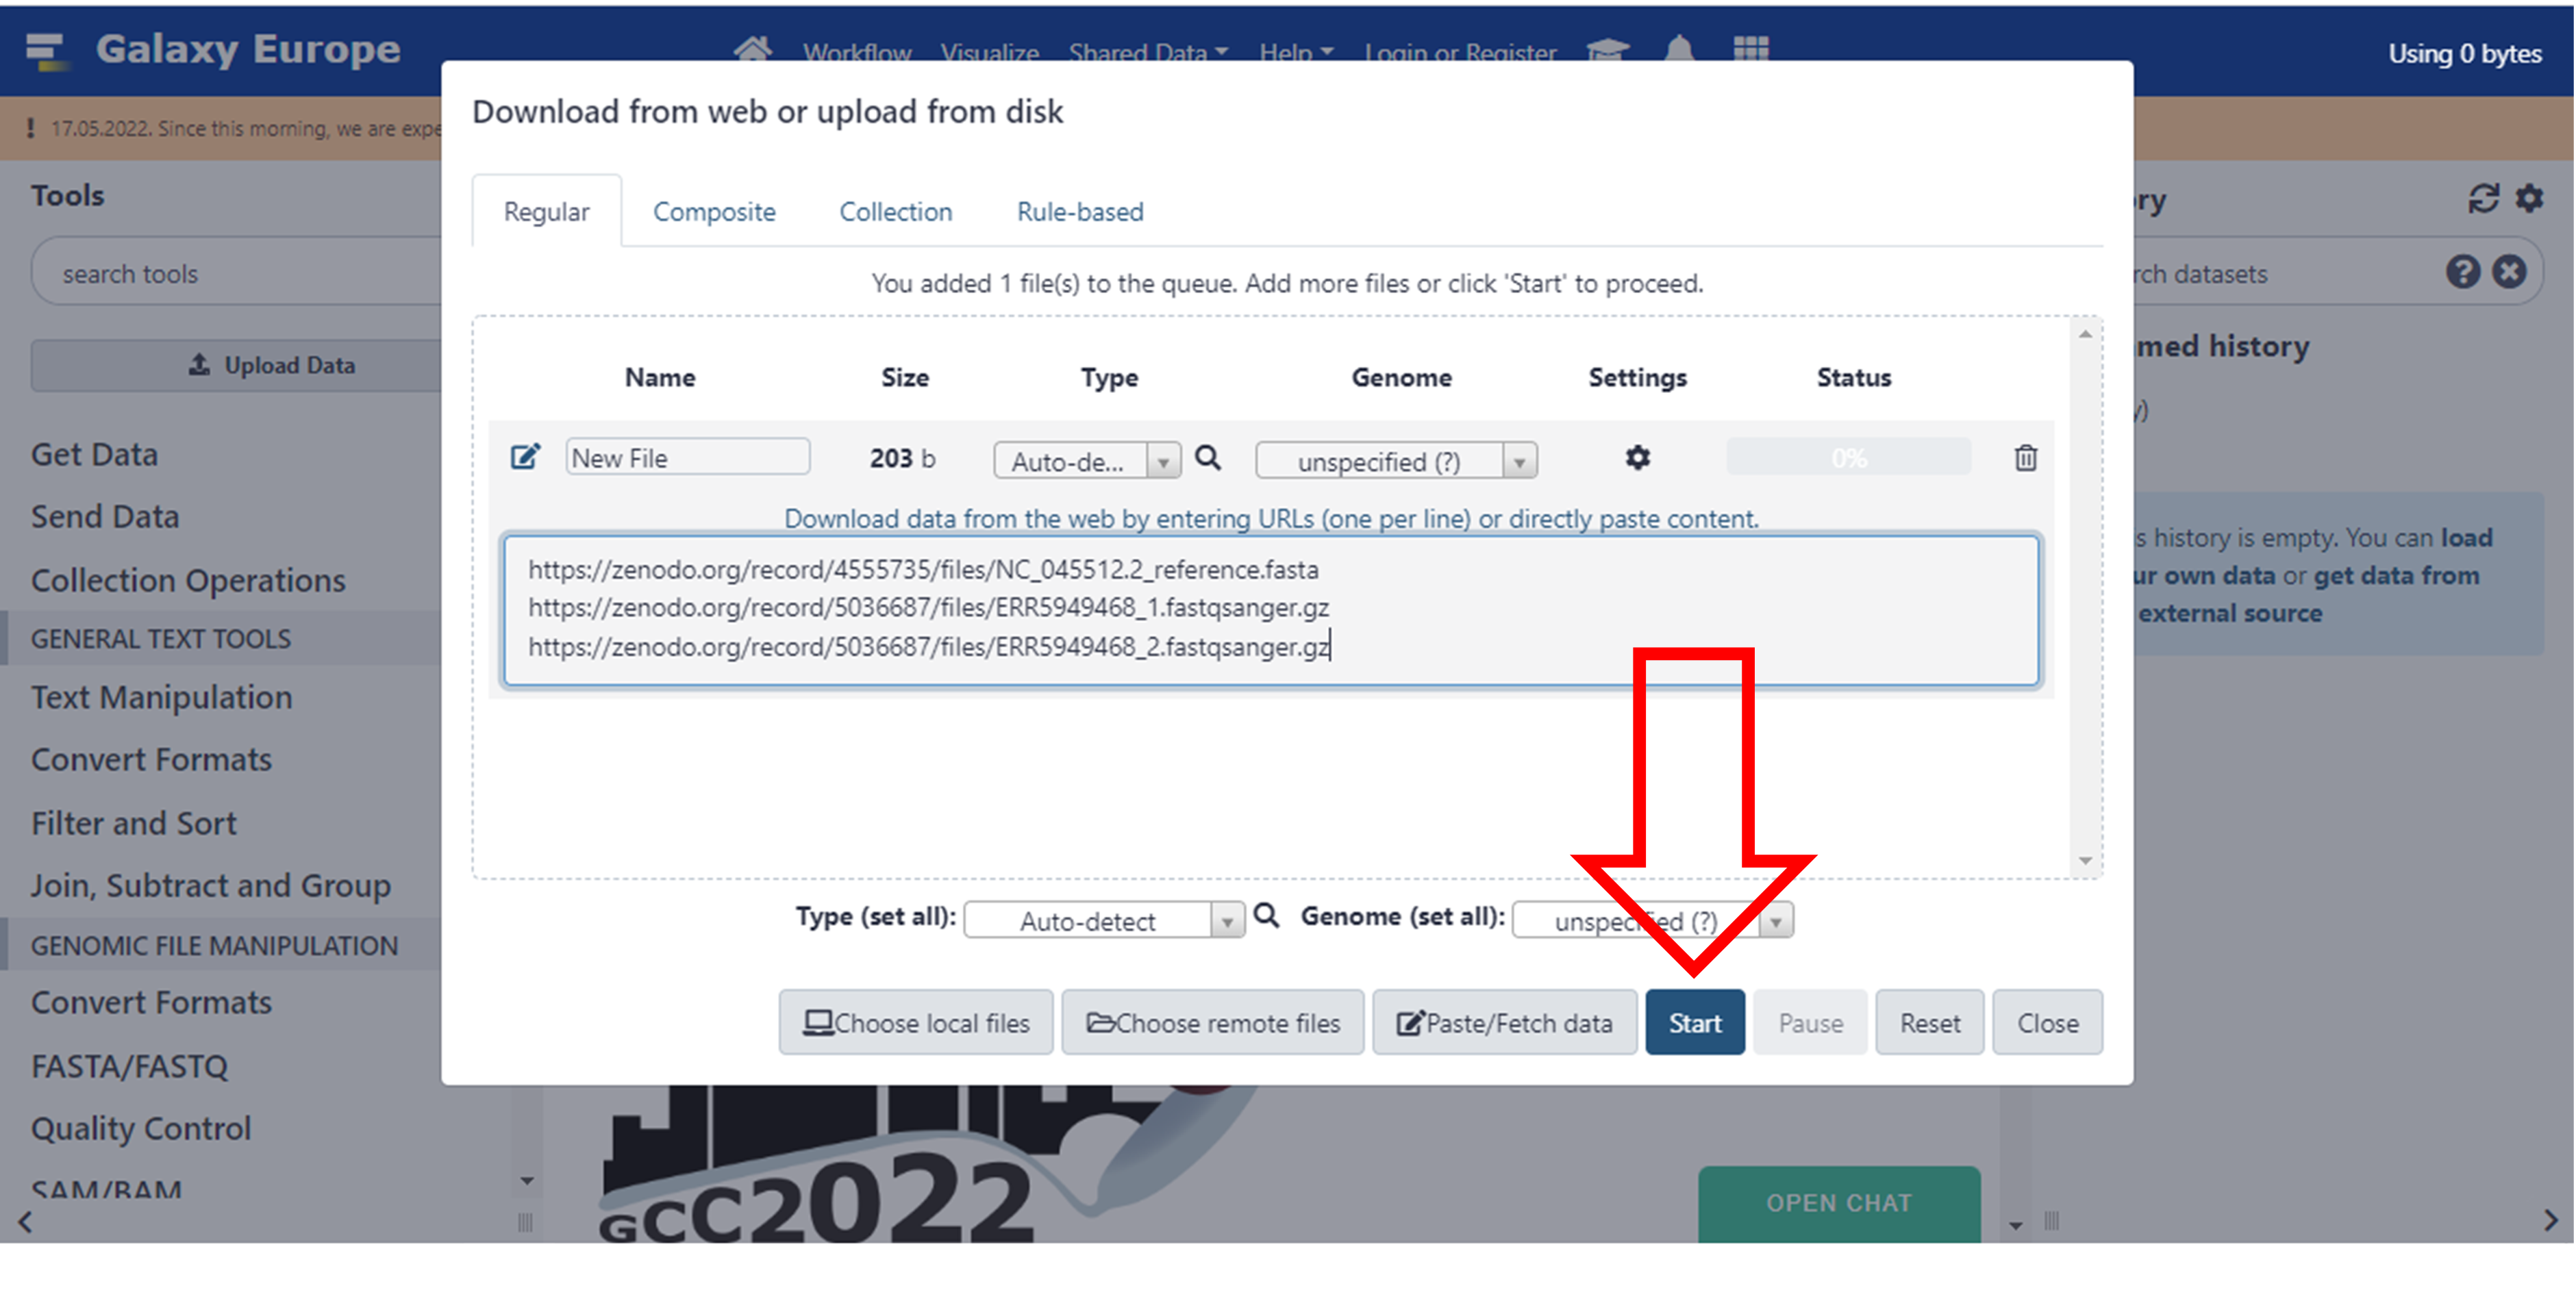 Galaxy Europe
Workflow Visualize Shared Data Help Login or Register
Using 0 bytes
! 17.05.2022. Since this morning, we are expe
Download from web or upload from disk
Regular Composite Collection Rule-based
You added 1 file(s) to the queue. Add more files or click 'Start' to proceed.
Name Size Type Genome Settings Status
New File 203 b Auto-de... unspecified (?) 0%
Download data from the web by entering URLs (one per line) or directly paste content.
https://zenodo.org/record/4555735/files/NC_045512.2_reference.fasta
https://zenodo.org/record/5036687/files/ERR5949468_1.fastqsanger.gz
https://zenodo.org/record/5036687/files/ERR5949468_2.fastqsanger.gz
Type (set all): Auto-detect Genome (set all): unspecified (?)
Choose local files Choose remote files Paste/Fetch data Start Pause Reset Close
Tools
search tools
Upload Data
Get Data
Send Data
Collection Operations
GENERAL TEXT TOOLS
Text Manipulation
Convert Formats
Filter and Sort
Join, Subtract and Group
GENOMIC FILE MANIPULATION
Convert Formats
FASTA/FASTQ
Quality Control
SAM/BAM
ry
rch datasets
med history
y)
s history is empty. You can load
ur own data or get data from
external source
GCC2022
OPEN CHAT